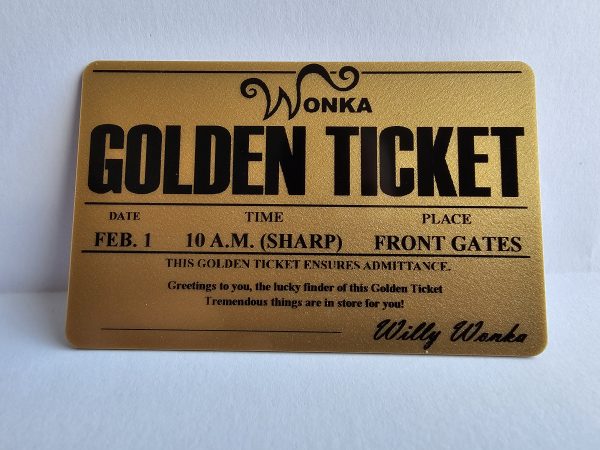 WONKA
GOLDEN TICKET
DATE TIME PLACE
FEB. 1 10 A.M. (SHARP) FRONT GATES
THIS GOLDEN TICKET ENSURES ADMITTANCE.
Greetings to you, the lucky finder of this Golden Ticket
Tremendous things are in store for you!
Willy Wonka